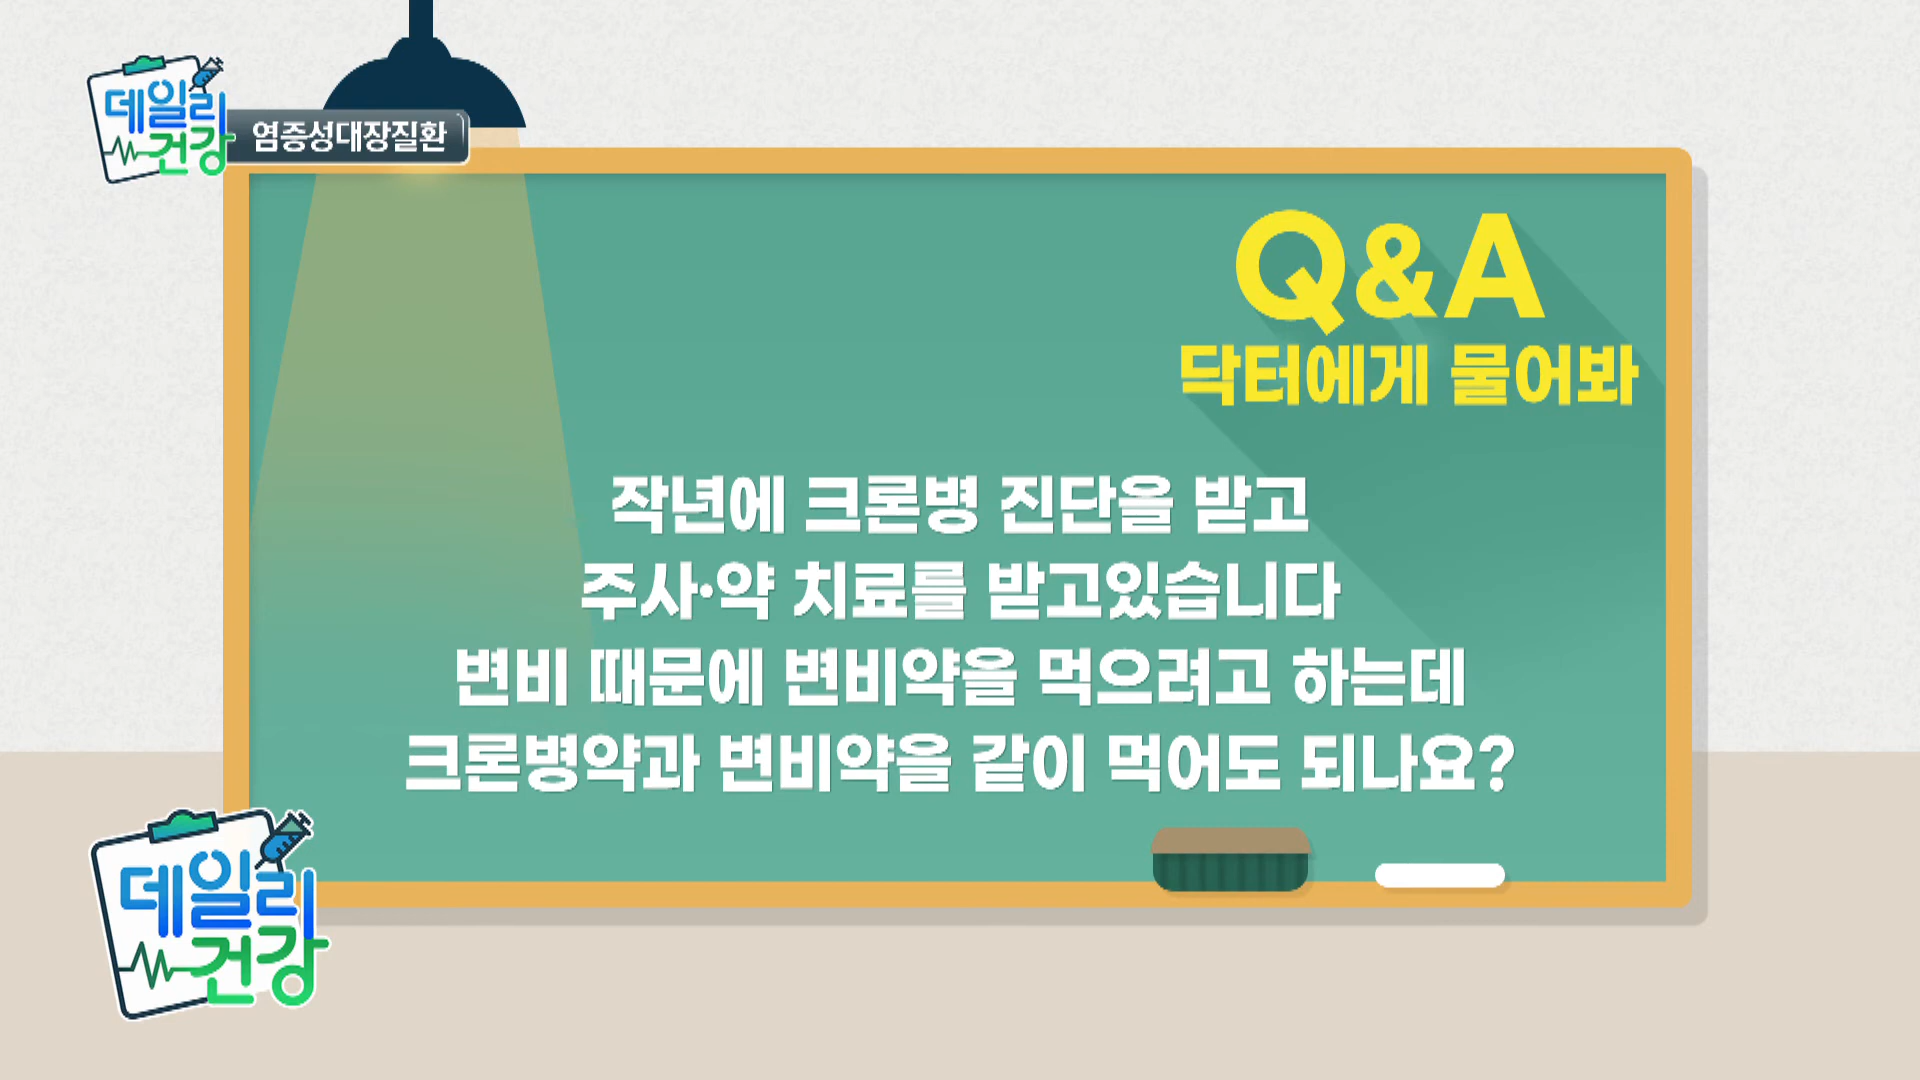 데일리
건강
염증성대장질환
Q&A
닥터에게 물어봐
작년에 크론병 진단을 받고
주사·약 치료를 받고있습니다
변비 때문에 변비약을 먹으려고 하는데
크론병약과 변비약을 같이 먹어도 되나요?
데일리
건강